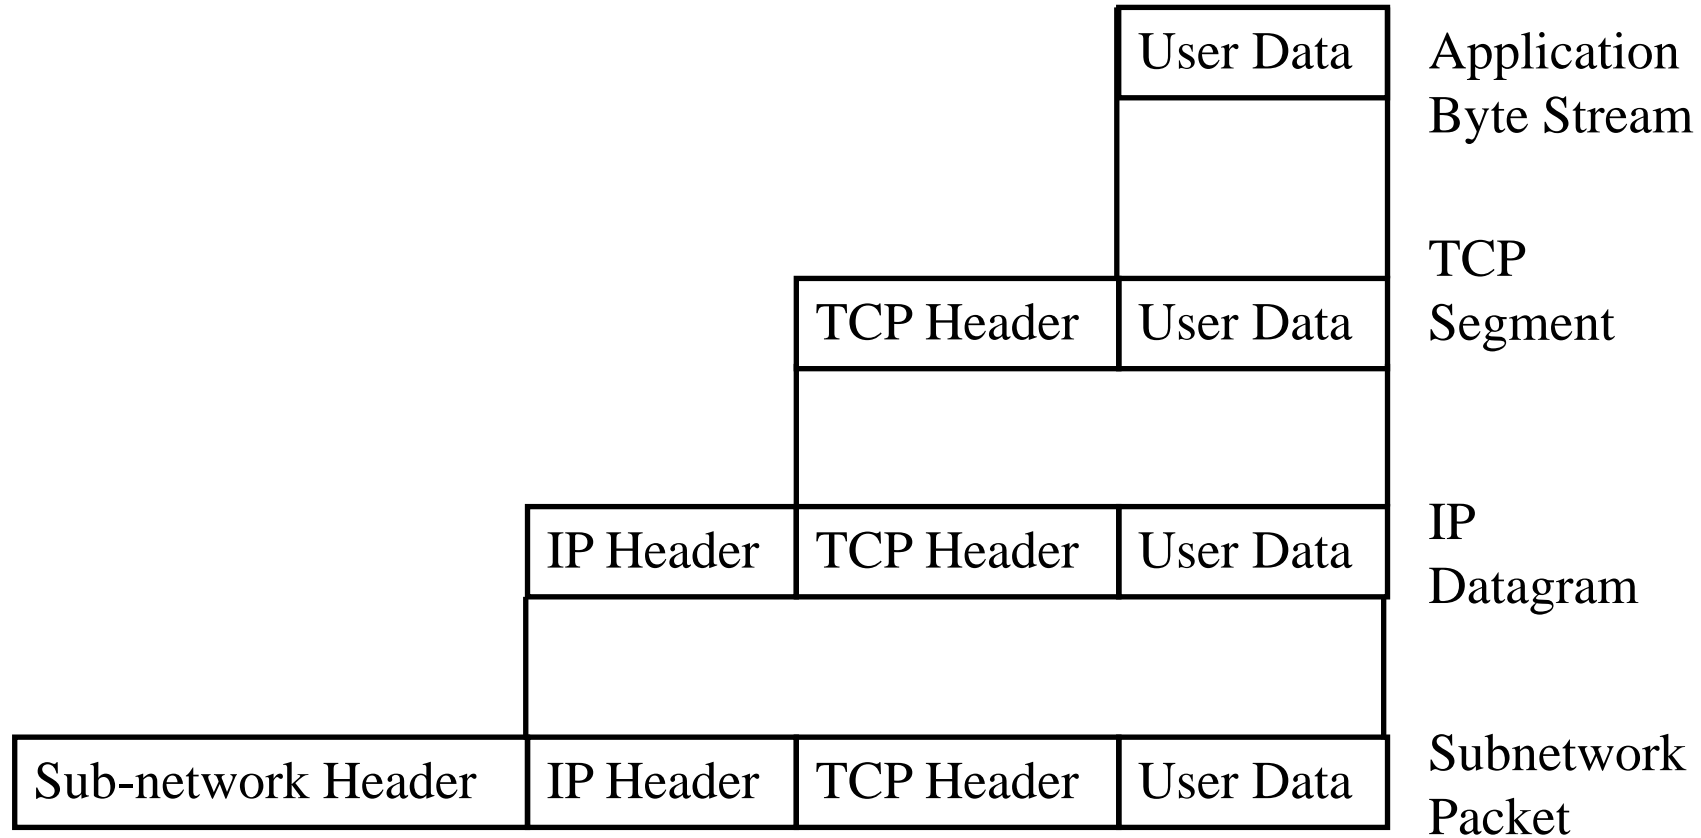 User Data
Application
Byte Stream
TCP Header
User Data
TCP
Segment
IP Header
TCP Header
User Data
IP
Datagram
Sub-network Header
IP Header
TCP Header
User Data
Subnetwork
Packet